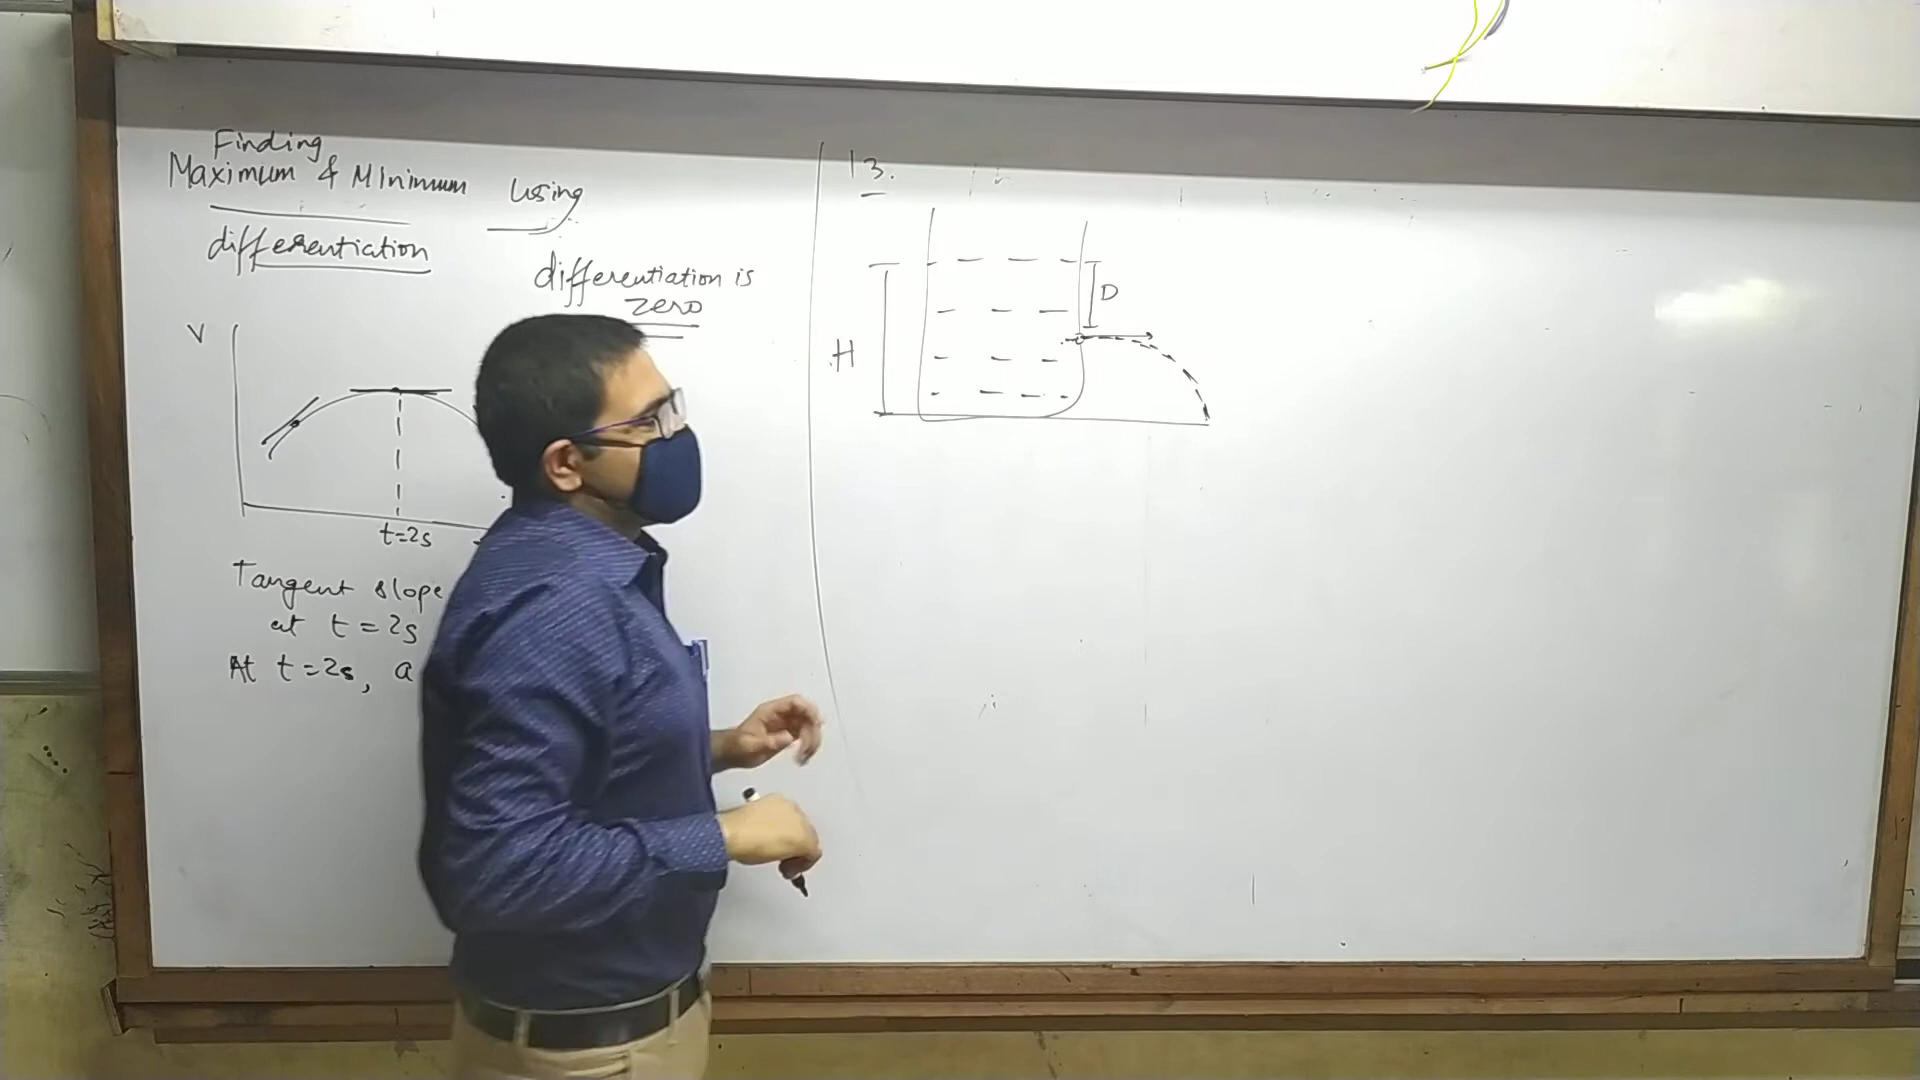 Finding
Maximum & Minimum using
differentiation
differentiation is
zero
V
t=2s
Tangent slope
at t = 2s
At t=2s, a
13.
D
H